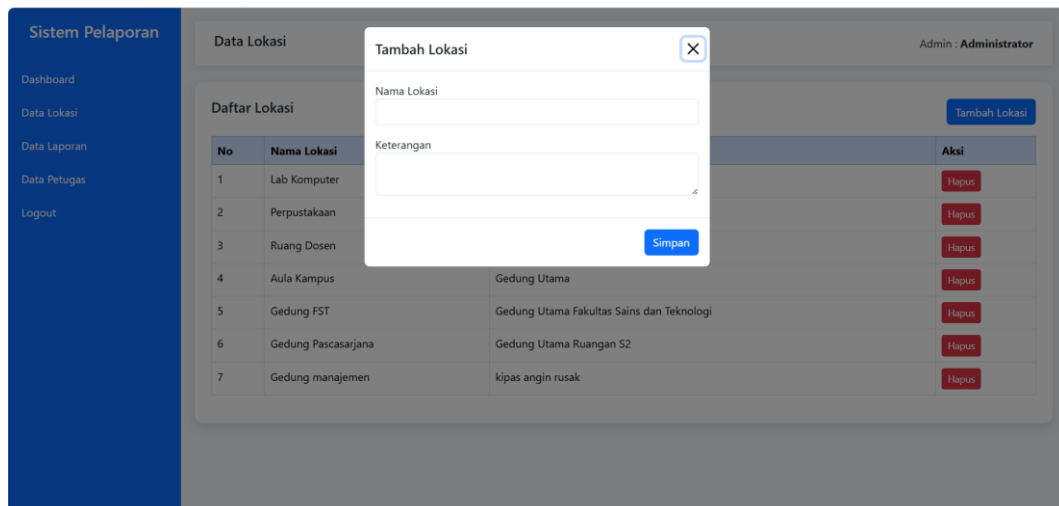 Sistem Pelaporan
Dashboard
Data Lokasi
Data Laporan
Data Petugas
Logout
Data Lokasi
Admin : Administrator
Tambah Lokasi
Nama Lokasi
Keterangan
Simpan
Daftar Lokasi
Tambah Lokasi
No Nama Lokasi Aksi
1 Lab Komputer Hapus
2 Perpustakaan Hapus
3 Ruang Dosen Hapus
4 Aula Kampus Gedung Utama Hapus
5 Gedung FST Gedung Utama Fakultas Sains dan Teknologi Hapus
6 Gedung Pascasarjana Gedung Utama Ruangan S2 Hapus
7 Gedung manajemen kipas angin rusak Hapus